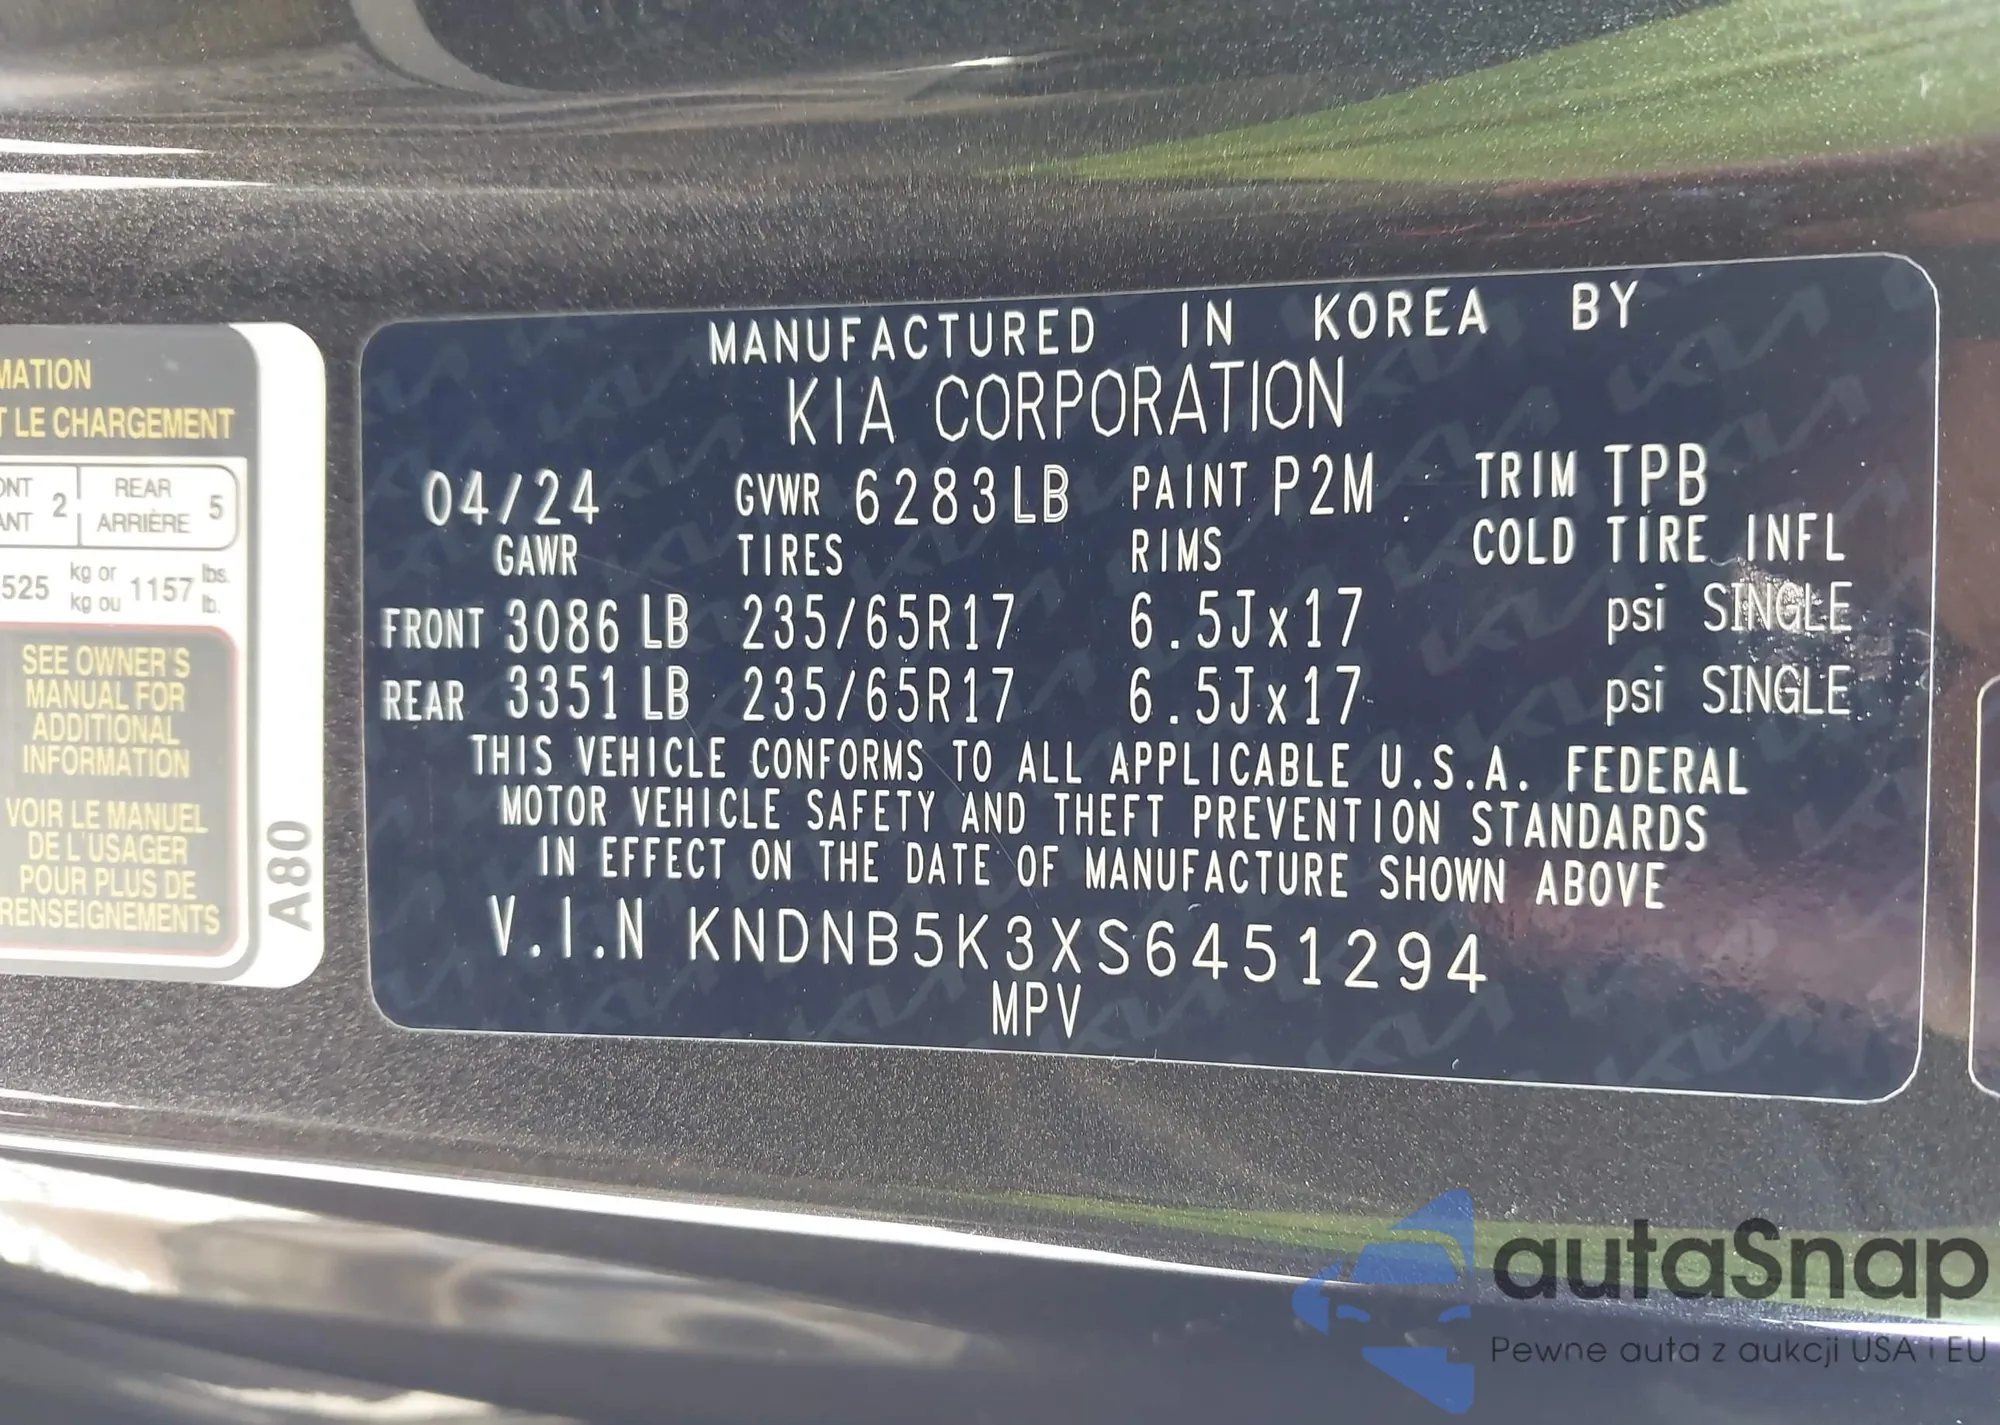 MATION
T LE CHARGEMENT
ONT 2 REAR 5
ANT ARRIÈRE
525 kg or 1157 lbs.
kg ou lb.
SEE OWNER'S
MANUAL FOR
ADDITIONAL
INFORMATION
VOIR LE MANUEL
DE L'USAGER
POUR PLUS DE
RENSEIGNEMENTS
A80
MANUFACTURED IN KOREA BY
KIA CORPORATION
04/24 GVWR 6283LB PAINT P2M TRIM TPB
GAWR TIRES RIMS COLD TIRE INFL
FRONT 3086 LB 235/65R17 6.5Jx17 psi SINGLE
REAR 3351 LB 235/65R17 6.5Jx17 psi SINGLE
THIS VEHICLE CONFORMS TO ALL APPLICABLE U.S.A. FEDERAL
MOTOR VEHICLE SAFETY AND THEFT PREVENTION STANDARDS
IN EFFECT ON THE DATE OF MANUFACTURE SHOWN ABOVE
V.I.N KNDNB5K3XS6451294
MPV
autaSnap
Pewne auta z aukcji USA i EU